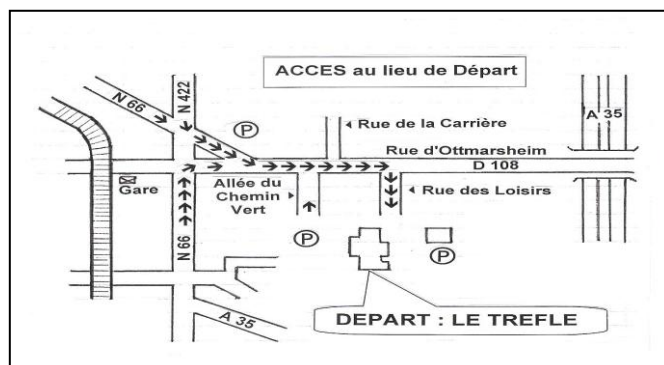 ACCES au lieu de Départ
N 66
N 422
P
A 35
Rue de la Carrière
Rue d'Ottmarsheim
D 108
Gare
Allée du
Chemin
Vert
Rue des Loisirs
N 66
P
P
A 35
DEPART : LE TREFLE